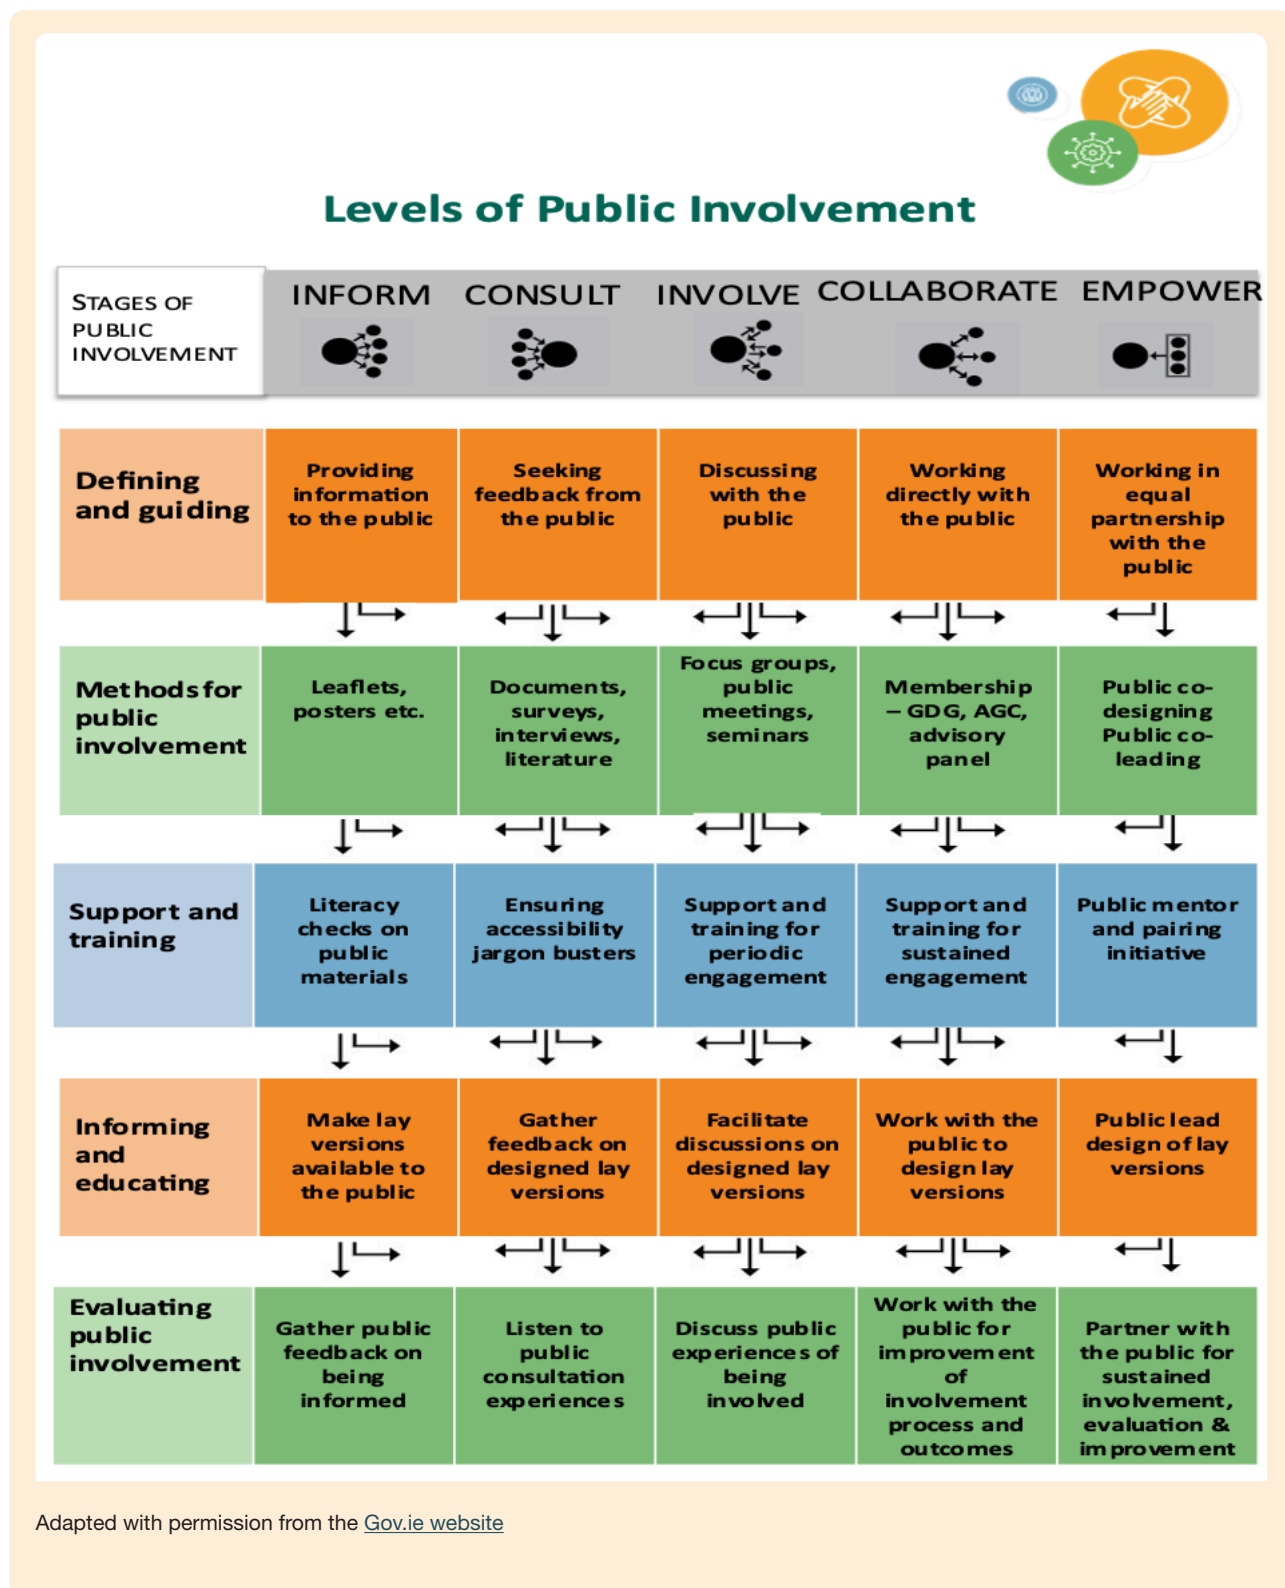 Levels of Public Involvement
STAGES OF
PUBLIC
INVOLVEMENT
INFORM
CONSULT
INVOLVE
COLLABORATE
EMPOWER
Defining
and guiding
Providing
information
to the public
Seeking
feedback from
the public
Discussing
with the
public
Working
directly with
the public
Working in
equal
partnership
with the
public
Methods for
public
involvement
Leaflets,
posters etc.
Documents,
surveys,
interviews,
literature
Focus groups,
public
meetings,
seminars
Membership
– GDG, AGC,
advisory
panel
Public co-
designing
Public co-
leading
Support and
training
Literacy
checks on
public
materials
Ensuring
accessibility
jargon busters
Support and
training for
periodic
engagement
Support and
training for
sustained
engagement
Public mentor
and pairing
initiative
Informing
and
educating
Make lay
versions
available to
the public
Gather
feedback on
designed lay
versions
Facilitate
discussions on
designed lay
versions
Work with the
public to
design lay
versions
Public lead
design of lay
versions
Evaluating
public
involvement
Gather public
feedback on
being
informed
Listen to
public
consultation
experiences
Discuss public
experiences of
being
involved
Work with the
public for
improvement
of
involvement
process and
outcomes
Partner with
the public for
sustained
involvement,
evaluation &
improvement
Adapted with permission from the Gov.ie website